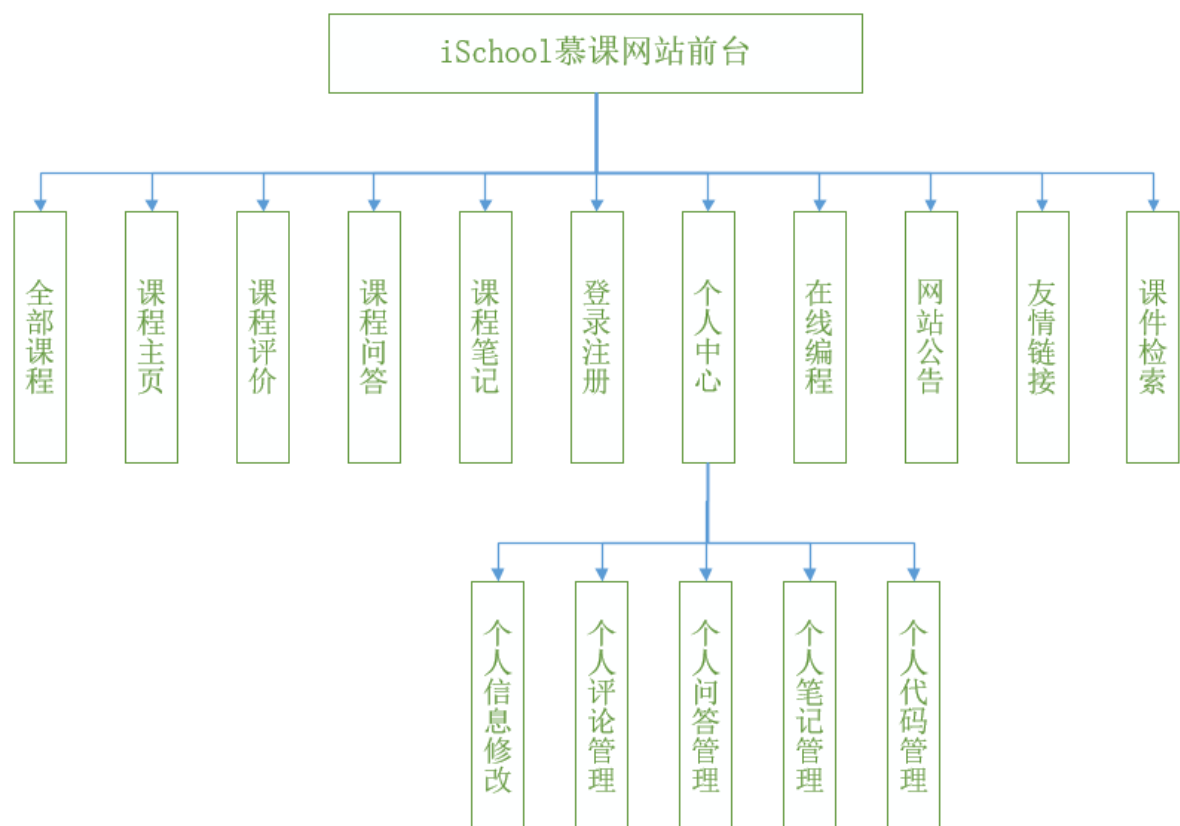 iSchool慕课网站前台
全部课程
课程主页
课程评价
课程问答
课程笔记
登录注册
个人中心
在线编程
网站公告
友情链接
课件检索
个人信息修改
个人评论管理
个人问答管理
个人笔记管理
个人代码管理